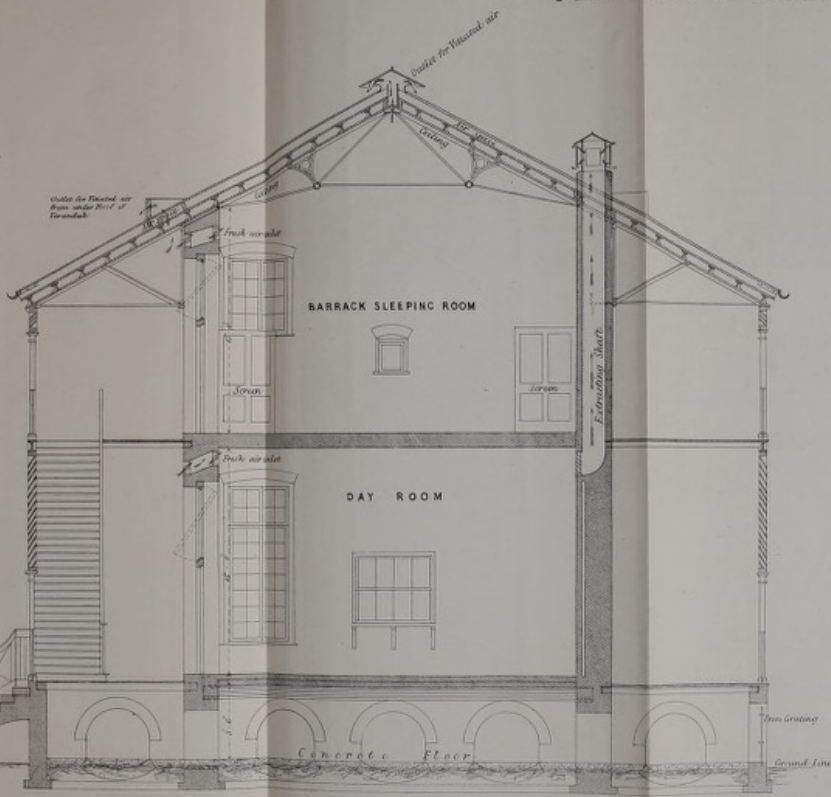 Outlet for Vitiated air
Air space
Ceiling
Outlet for Vitiated air
from under Roof of
Verandah
Air space
Ceiling
Fresh air inlet
BARRACK SLEEPING ROOM
Screen
Screen
Extracting Shaft
Fresh air inlet
DAY ROOM
Iron Grating
Concrete Floor
Ground Line